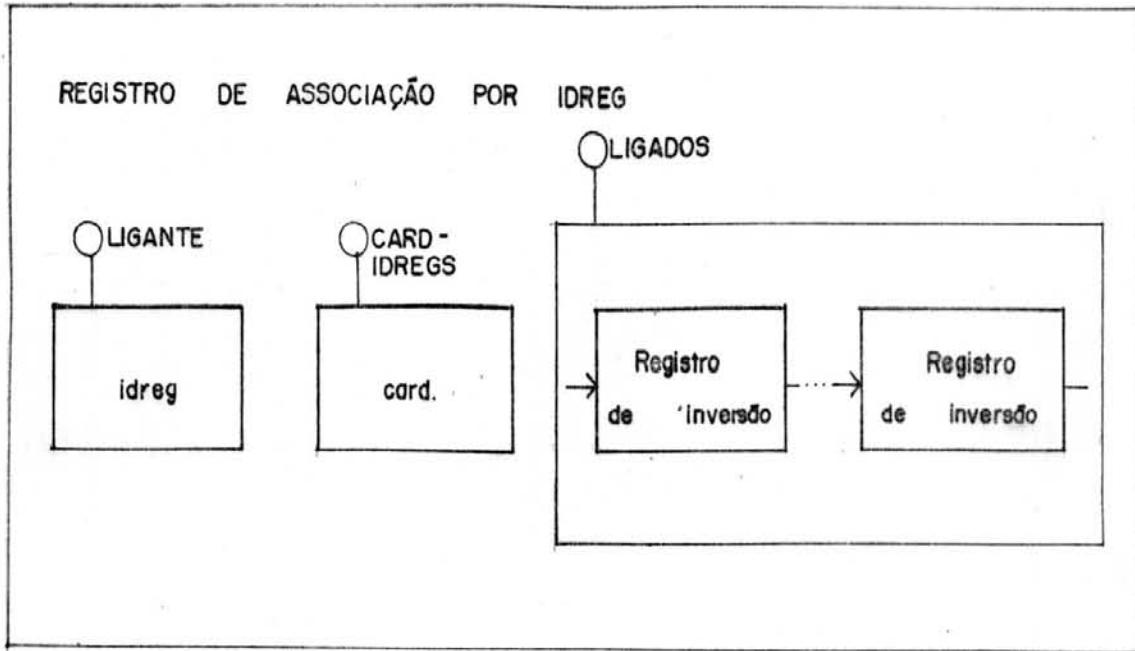 REGISTRO DE ASSOCIAÇÃO POR IDREG
LIGADOS
LIGANTE
CARD-
IDREGS
idreg
card.
Registro
de inversão
Registro
de inversão